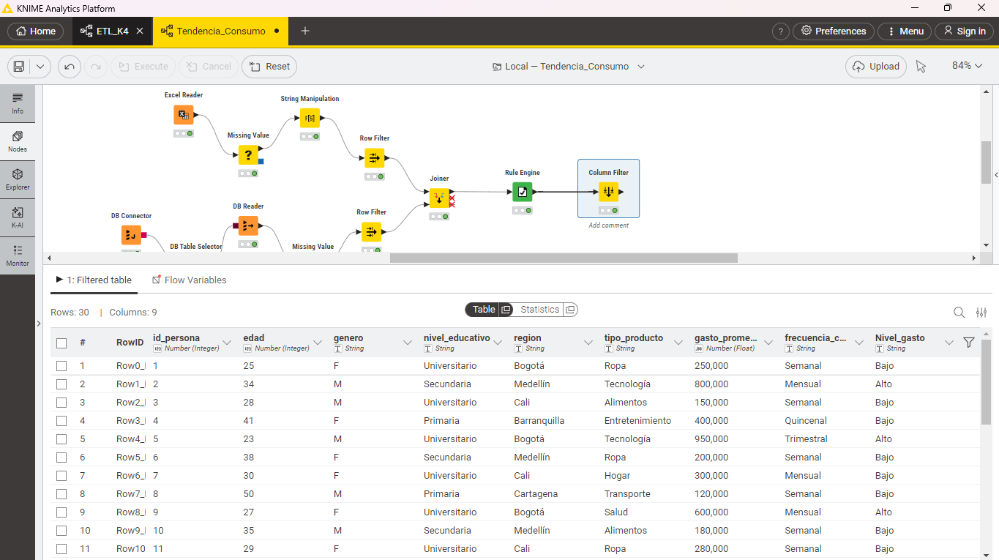 KNIME Analytics Platform
Home
ETL_K4
Tendencia_Consumo
Preferences
Menu
Sign in
Execute
Cancel
Reset
Local — Tendencia_Consumo
Upload
84%
Info
Nodes
Explorer
K-AI
Monitor
Excel Reader
String Manipulation
Missing Value
Row Filter
Joiner
Rule Engine
Column Filter
Add comment
DB Connector
DB Reader
Row Filter
DB Table Selector
Missing Value
1: Filtered table
Flow Variables
Rows: 30 | Columns: 9
Table
Statistics
# RowID id_persona edad genero nivel_educativo region tipo_producto gasto_prome... frecuencia_c... Nivel_gasto
Number (Integer) Number (Integer) String String String String Number (Float) String String
1 Row0_ 1 25 F Universitario Bogotá Ropa 250,000 Semanal Bajo
2 Row1_ 2 34 M Secundaria Medellín Tecnología 800,000 Mensual Alto
3 Row2_ 3 28 M Universitario Cali Alimentos 150,000 Semanal Bajo
4 Row3_ 4 41 F Primaria Barranquilla Entretenimiento 400,000 Quincenal Bajo
5 Row4_ 5 23 M Universitario Bogotá Tecnología 950,000 Trimestral Alto
6 Row5_ 6 38 F Secundaria Medellín Ropa 200,000 Semanal Bajo
7 Row6_ 7 30 F Universitario Cali Hogar 300,000 Mensual Bajo
8 Row7_ 8 50 M Primaria Cartagena Transporte 120,000 Semanal Bajo
9 Row8_ 9 27 F Universitario Bogotá Salud 600,000 Mensual Alto
10 Row9_ 10 35 M Secundaria Medellín Alimentos 180,000 Semanal Bajo
11 Row10 11 29 F Universitario Cali Ropa 280,000 Semanal Bajo